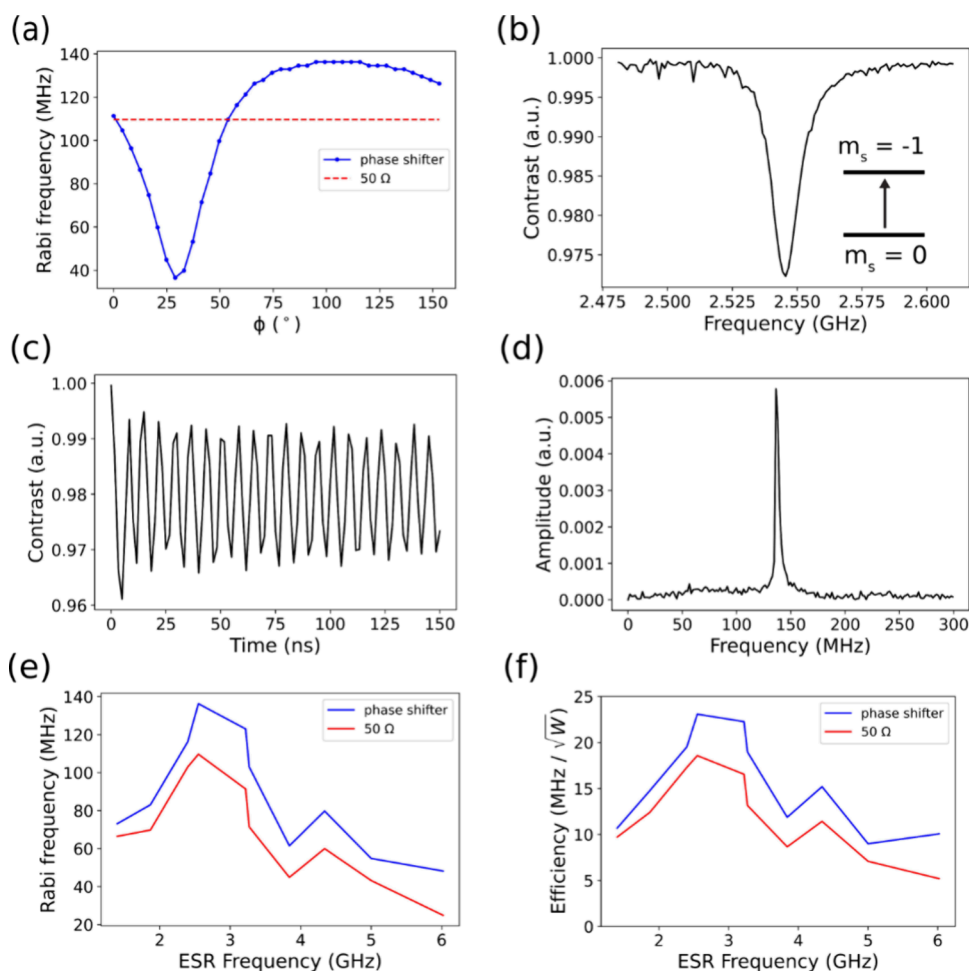 (a)
Rabi frequency (MHz)
140
120
100
80
60
40
0
25
50
75
100
125
150
ϕ (°)
phase shifter
50 Ω
(b)
Contrast (a.u.)
1.000
0.995
0.990
0.985
0.980
0.975
2.475
2.500
2.525
2.550
2.575
2.600
Frequency (GHz)
mₛ = -1
mₛ = 0
(c)
Contrast (a.u.)
1.00
0.99
0.98
0.97
0.96
0
25
50
75
100
125
150
Time (ns)
(d)
Amplitude (a.u.)
0.006
0.005
0.004
0.003
0.002
0.001
0.000
0
50
100
150
200
250
300
Frequency (MHz)
(e)
Rabi frequency (MHz)
140
120
100
80
60
40
20
2
3
4
5
6
ESR Frequency (GHz)
phase shifter
50 Ω
(f)
Efficiency (MHz / √W)
25
20
15
10
5
0
2
3
4
5
6
ESR Frequency (GHz)
phase shifter
50 Ω